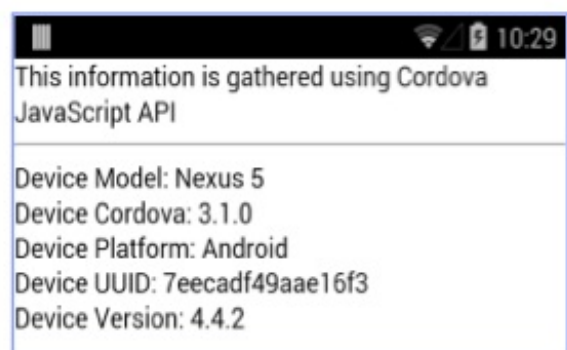 10:29
This information is gathered using Cordova
JavaScript API
Device Model: Nexus 5
Device Cordova: 3.1.0
Device Platform: Android
Device UUID: 7eecadf49aae16f3
Device Version: 4.4.2